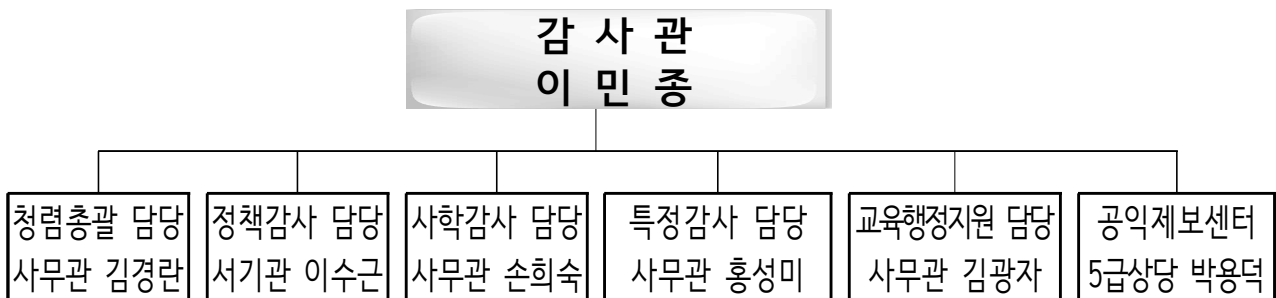 감 사 관
이 민 종
청렴총괄 담당
사무관 김경란
정책감사 담당
서기관 이수근
사학감사 담당
사무관 손희숙
특정감사 담당
사무관 홍성미
교육행정지원 담당
사무관 김광자
공익제보센터
5급상당 박용덕